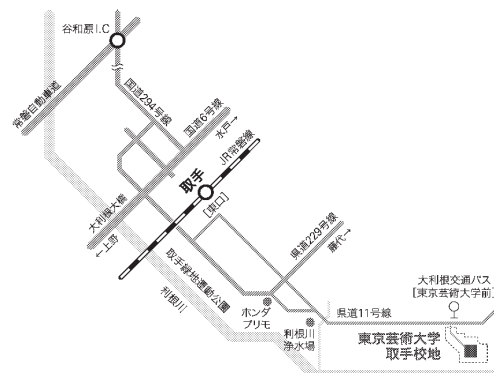 谷和原I.C
常磐自動車道
国道294号線
国道6号線
水戸→
JR常磐線
取手
[東口]
大利根大橋
←上野
取手緑地運動公園
利根川
県道229号線
藤代→
ホンダ
プリモ
利根川
浄水場
県道11号線
大利根交通バス
[東京芸術大学前]
東京芸術大学
取手校地